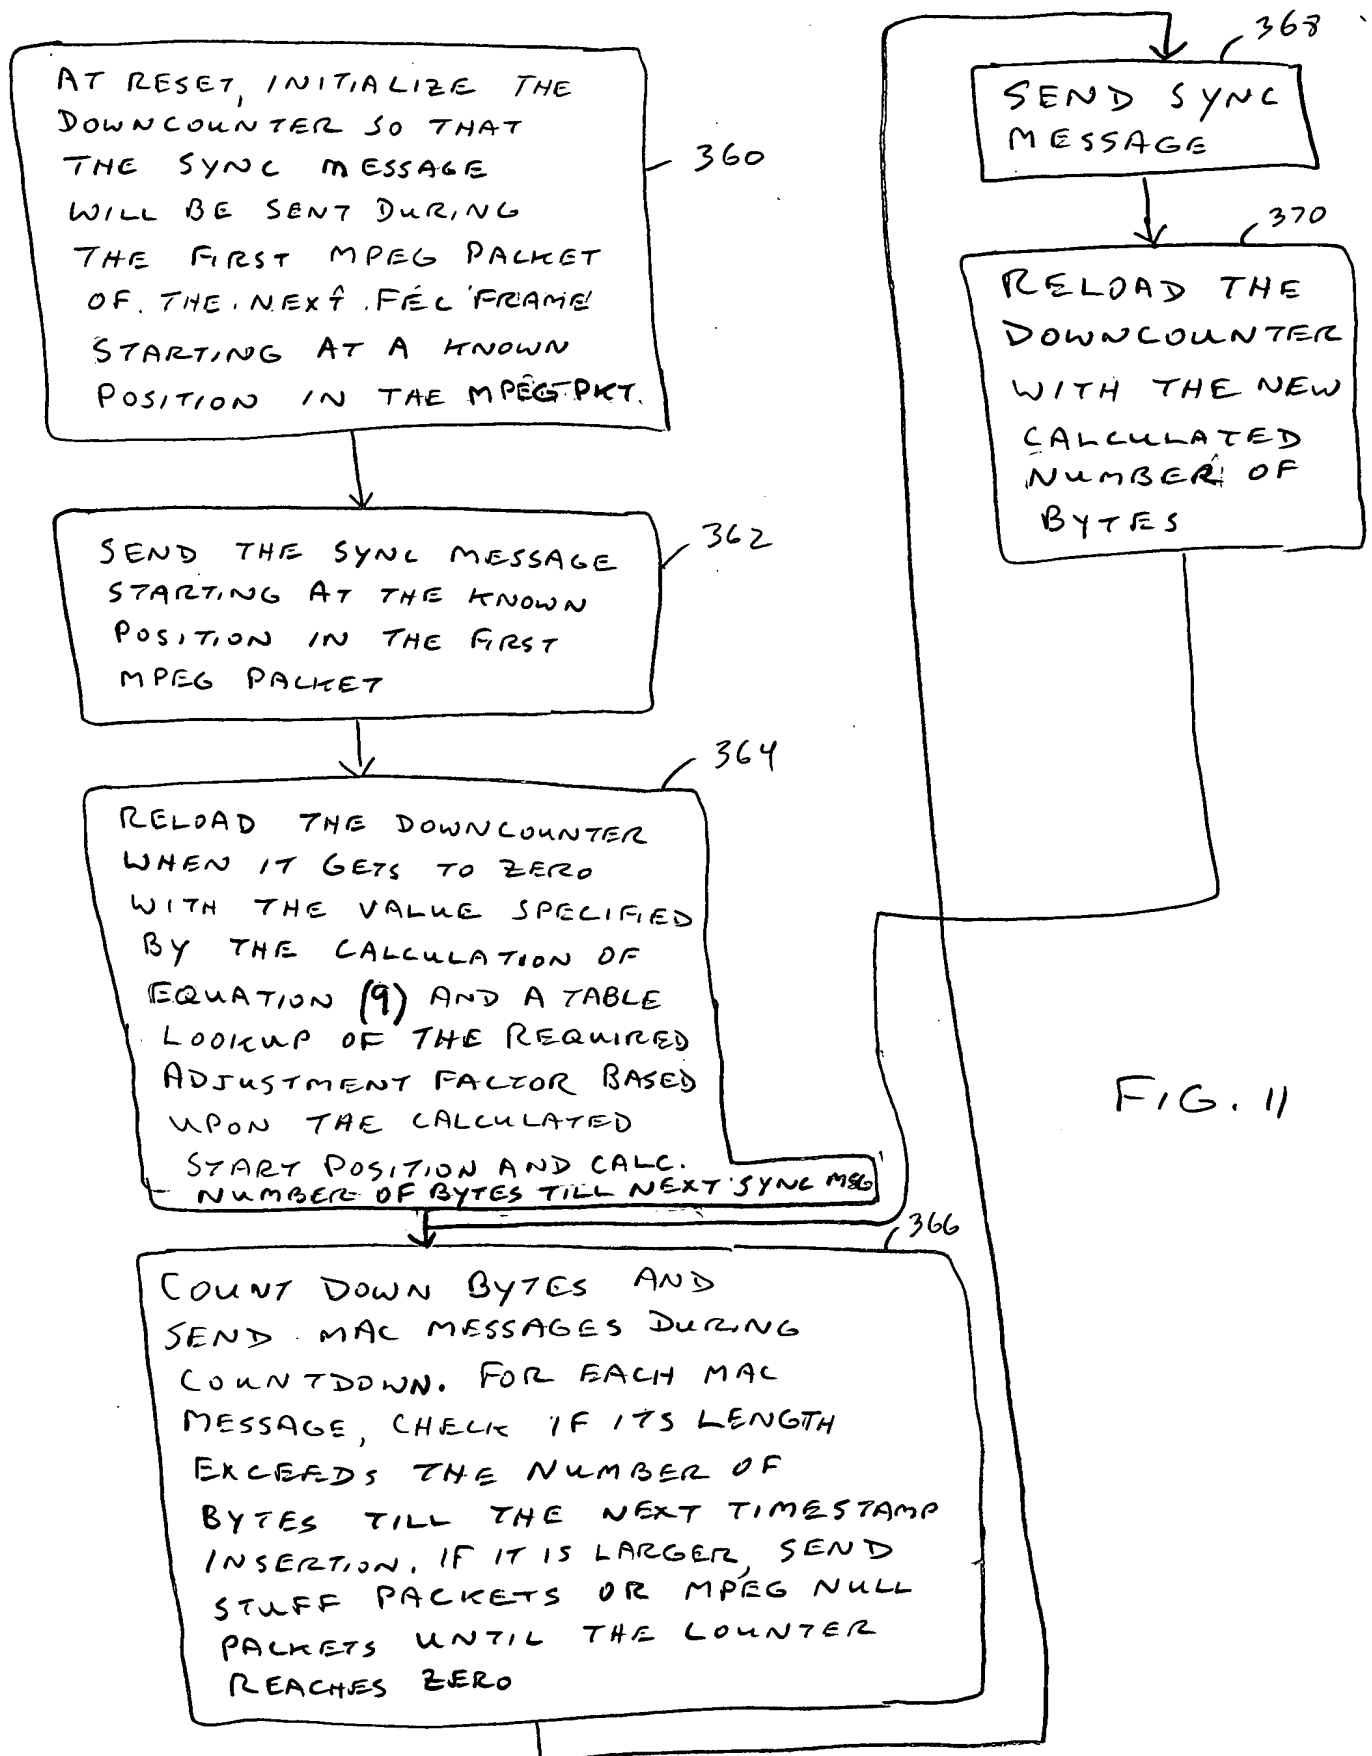 AT RESET, INITIALIZE THE
DOWNCOUNTER SO THAT
THE SYNC MESSAGE
WILL BE SENT DURING
THE FIRST MPEG PACKET
OF THE NEXT FEC FRAME
STARTING AT A KNOWN
POSITION IN THE MPEG PKT.
360
SEND THE SYNC MESSAGE
STARTING AT THE KNOWN
POSITION IN THE FIRST
MPEG PACKET
362
RELOAD THE DOWNCOUNTER
WHEN IT GETS TO ZERO
WITH THE VALUE SPECIFIED
BY THE CALCULATION OF
EQUATION (9) AND A TABLE
LOOKUP OF THE REQUIRED
ADJUSTMENT FACTOR BASED
UPON THE CALCULATED
START POSITION AND CALC.
NUMBER OF BYTES TILL NEXT SYNC MSG
364
COUNT DOWN BYTES AND
SEND MAC MESSAGES DURING
COUNTDOWN. FOR EACH MAC
MESSAGE, CHECK IF ITS LENGTH
EXCEEDS THE NUMBER OF
BYTES TILL THE NEXT TIMESTAMP
INSERTION. IF IT IS LARGER, SEND
STUFF PACKETS OR MPEG NULL
PACKETS UNTIL THE COUNTER
REACHES ZERO
366
SEND SYNC
MESSAGE
368
RELOAD THE
DOWNCOUNTER
WITH THE NEW
CALCULATED
NUMBER OF
BYTES
370
FIG. 11